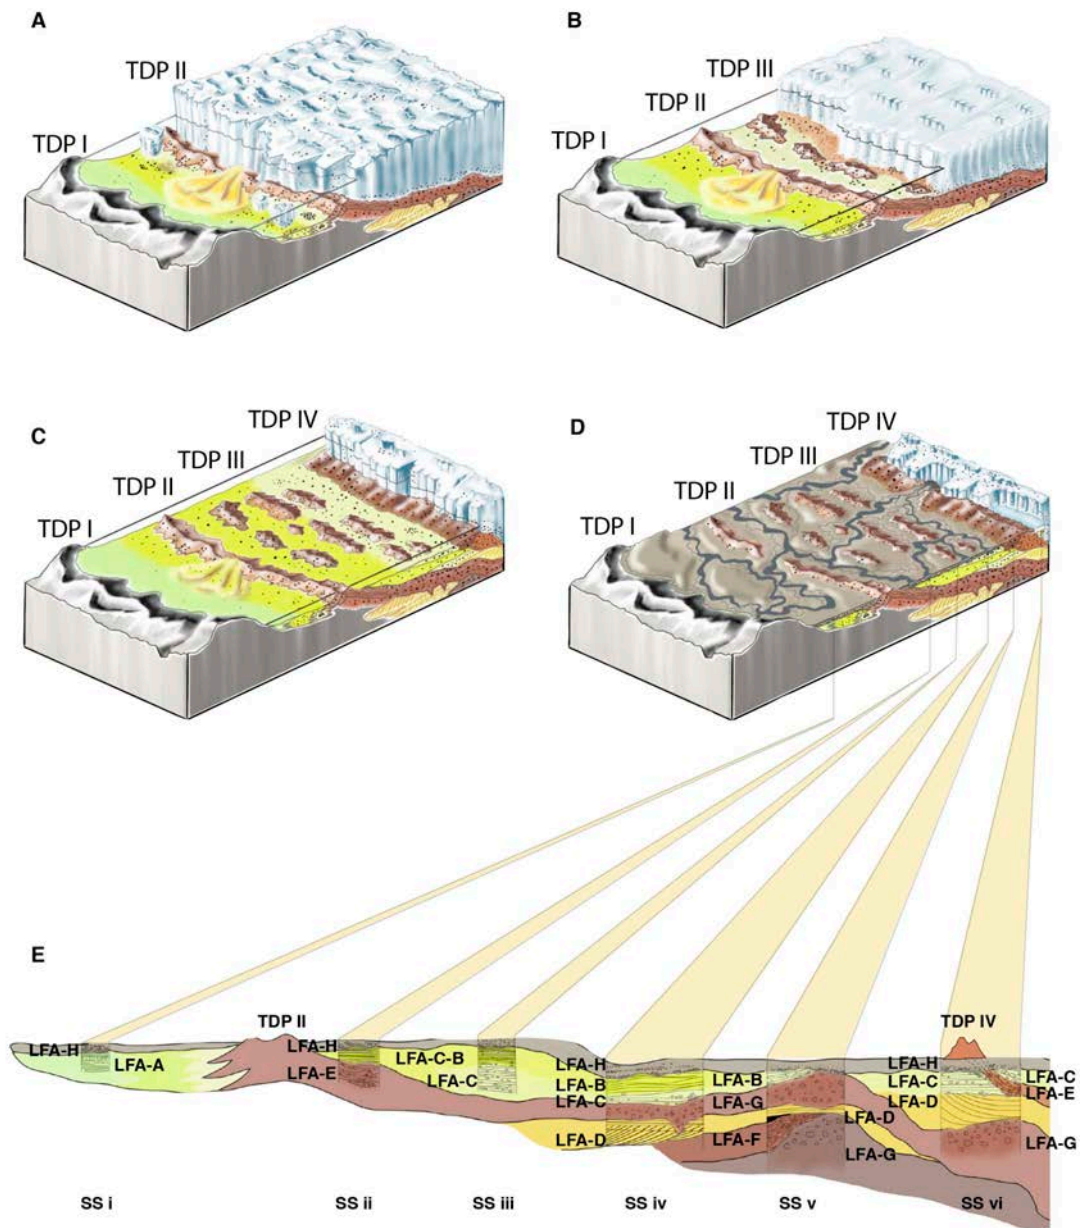 A
B
TDP II
TDP I
TDP III
TDP II
TDP I
C
D
TDP IV
TDP III
TDP II
TDP I
TDP IV
TDP III
TDP II
TDP I
E
TDP II
TDP IV
LFA-H
LFA-A
LFA-H
LFA-E
LFA-C-B
LFA-C
LFA-H
LFA-B
LFA-C
LFA-D
LFA-B
LFA-G
LFA-F
LFA-D
LFA-G
LFA-H
LFA-C
LFA-D
LFA-C
LFA-E
LFA-G
SS i
SS ii
SS iii
SS iv
SS v
SS vi